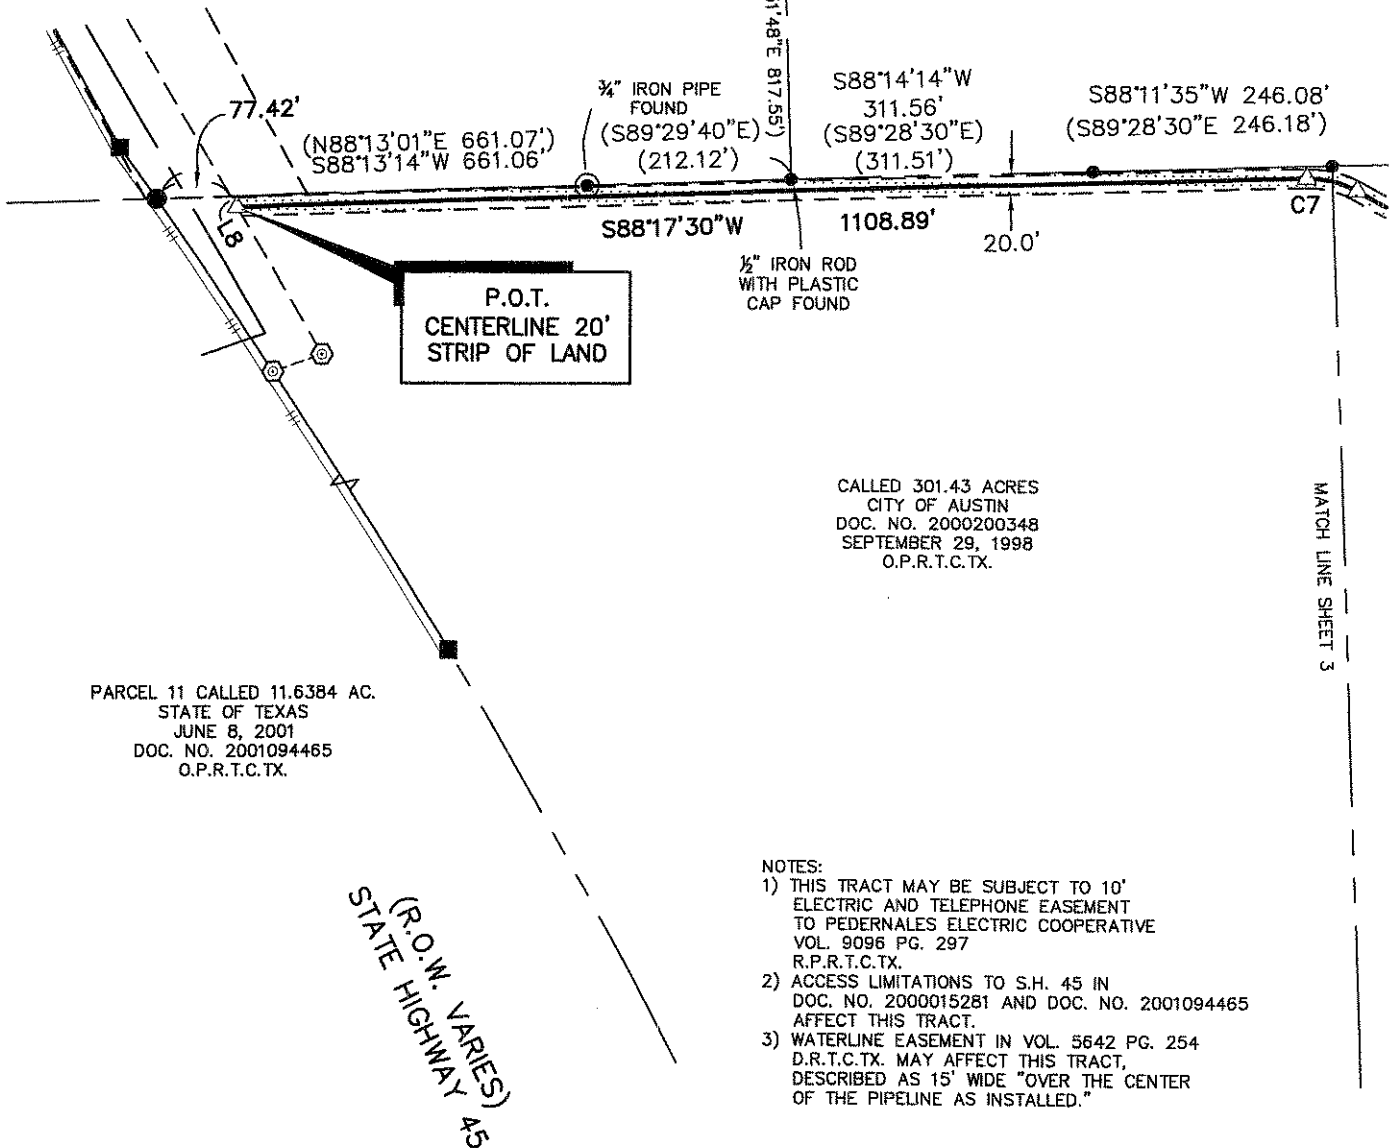 51'48"E 817.55'
77.42'
(N88°13'01"E 661.07')
S88°13'14"W 661.06'
¾" IRON PIPE
FOUND
(S89°29'40"E)
(212.12')
S88°14'14"W
311.56'
(S89°28'30"E)
(311.51')
S88°11'35"W 246.08'
(S89°28'30"E 246.18')
L8
S88°17'30"W
1108.89'
20.0'
C7
½" IRON ROD
WITH PLASTIC
CAP FOUND
P.O.T.
CENTERLINE 20'
STRIP OF LAND
CALLED 301.43 ACRES
CITY OF AUSTIN
DOC. NO. 2000200348
SEPTEMBER 29, 1998
O.P.R.T.C.TX.
MATCH LINE SHEET 3
PARCEL 11 CALLED 11.6384 AC.
STATE OF TEXAS
JUNE 8, 2001
DOC. NO. 2001094465
O.P.R.T.C.TX.
(R.O.W. VARIES)
STATE HIGHWAY 45
NOTES:
1) THIS TRACT MAY BE SUBJECT TO 10'
ELECTRIC AND TELEPHONE EASEMENT
TO PEDERNALES ELECTRIC COOPERATIVE
VOL. 9096 PG. 297
R.P.R.T.C.TX.
2) ACCESS LIMITATIONS TO S.H. 45 IN
DOC. NO. 2000015281 AND DOC. NO. 2001094465
AFFECT THIS TRACT.
3) WATERLINE EASEMENT IN VOL. 5642 PG. 254
D.R.T.C.TX. MAY AFFECT THIS TRACT,
DESCRIBED AS 15' WIDE "OVER THE CENTER
OF THE PIPELINE AS INSTALLED."